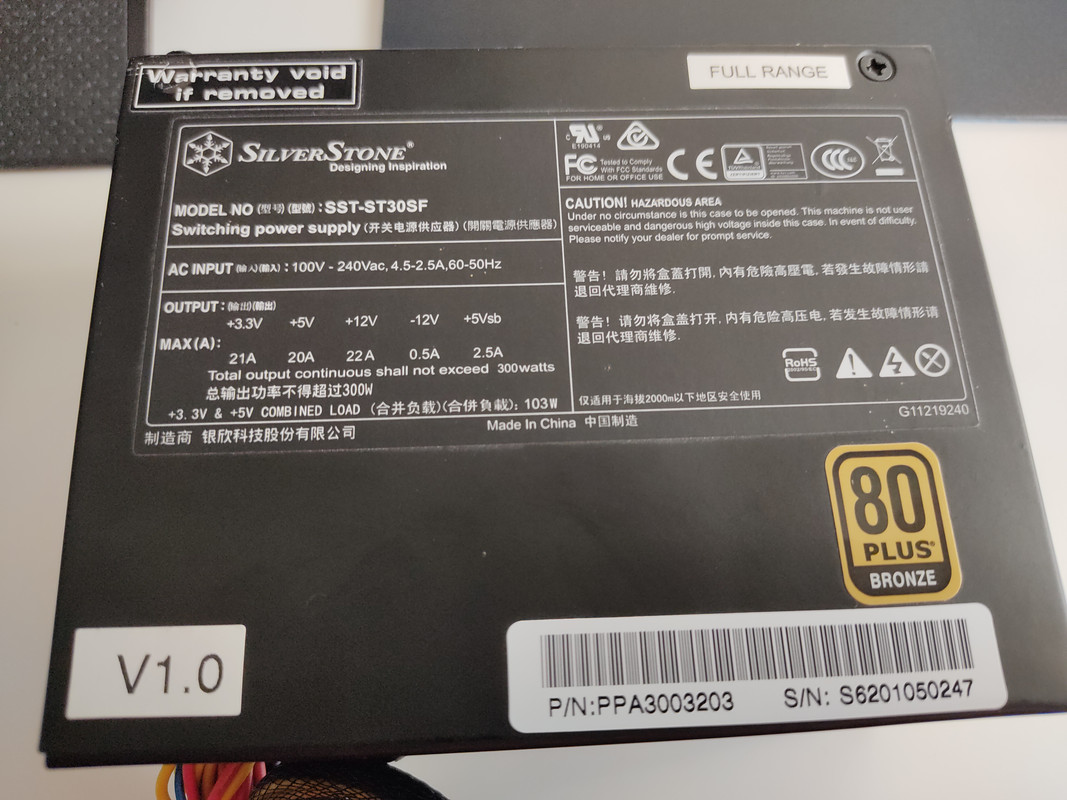 Warranty void
if removed
FULL RANGE
SILVERSTONE®
Designing Inspiration
MODEL NO (型号) (型號) : SST-ST30SF
Switching power supply (开关电源供应器) (開關電源供應器)
AC INPUT (输入) (輸入) : 100V - 240Vac, 4.5-2.5A, 60-50Hz
OUTPUT: (输出) (輸出)
+3.3V +5V +12V -12V +5Vsb
MAX(A):
21A 20A 22A 0.5A 2.5A
Total output continuous shall not exceed 300watts
总输出功率不得超过300W
+3.3V & +5V COMBINED LOAD (合并负载) (合併負載): 103W
制造商 银欣科技股份有限公司
Made In China 中国制造
c RU us
E190414
FC Tested to Comply
With FCC Standards
FOR HOME OR OFFICE USE
CE
CCC
CAUTION! HAZARDOUS AREA
Under no circumstance is this case to be opened. This machine is not user
serviceable and dangerous high voltage inside this case. In event of difficulty.
Please notify your dealer for prompt service.
警告! 請勿將盒蓋打開, 內有危險高壓電, 若發生故障情形請
退回代理商維修.
警告! 请勿将盒盖打开, 内有危险高压电, 若发生故障情形请
退回代理商维修.
RoHS
仅适用于海拔2000m以下地区安全使用
G11219240
80
PLUS®
BRONZE
V1.0
P/N:PPA3003203 S/N: S6201050247